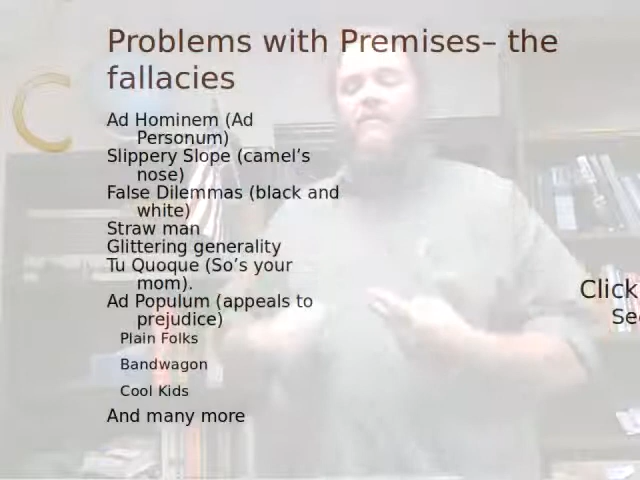 Problems with Premises– the
fallacies
Ad Hominem (Ad
Personum)
Slippery Slope (camel’s
nose)
False Dilemmas (black and
white)
Straw man
Glittering generality
Tu Quoque (So’s your
mom).
Ad Populum (appeals to
prejudice)
Plain Folks
Bandwagon
Cool Kids
And many more
Click
Se